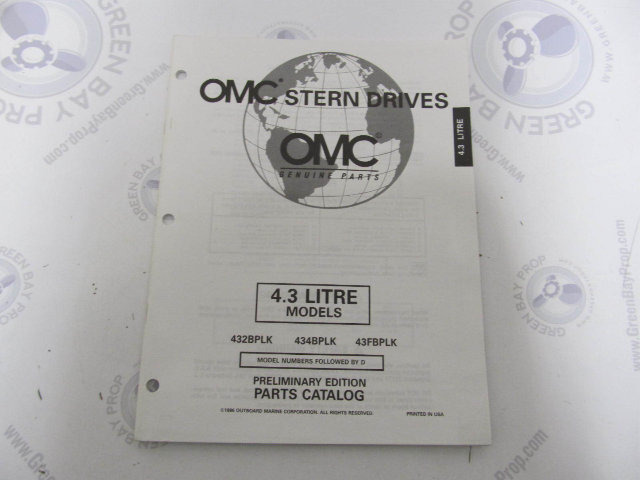 OMC® STERN DRIVES
4.3 LITRE
OMC®
GENUINE PARTS
4.3 LITRE
MODELS
432BPLK 434BPLK 43FBPLK
MODEL NUMBERS FOLLOWED BY D
PRELIMINARY EDITION
PARTS CATALOG
©1996 OUTBOARD MARINE CORPORATION. ALL RIGHTS RESERVED. PRINTED IN USA
GREEN BAY PROP
www.GreenBayProp.com